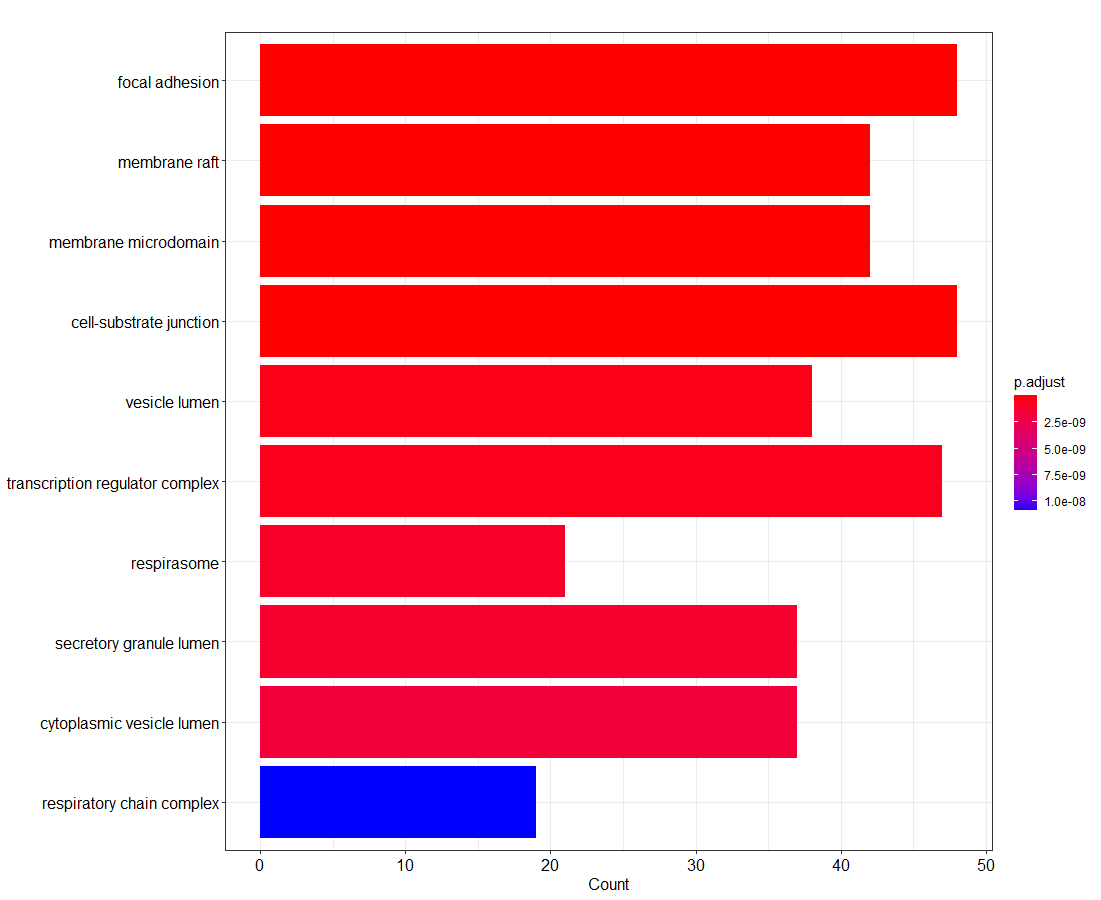 focal adhesion
membrane raft
membrane microdomain
cell-substrate junction
vesicle lumen
transcription regulator complex
respirasome
secretory granule lumen
cytoplasmic vesicle lumen
respiratory chain complex
0 10 20 30 40 50
Count
p.adjust
2.5e-09
5.0e-09
7.5e-09
1.0e-08